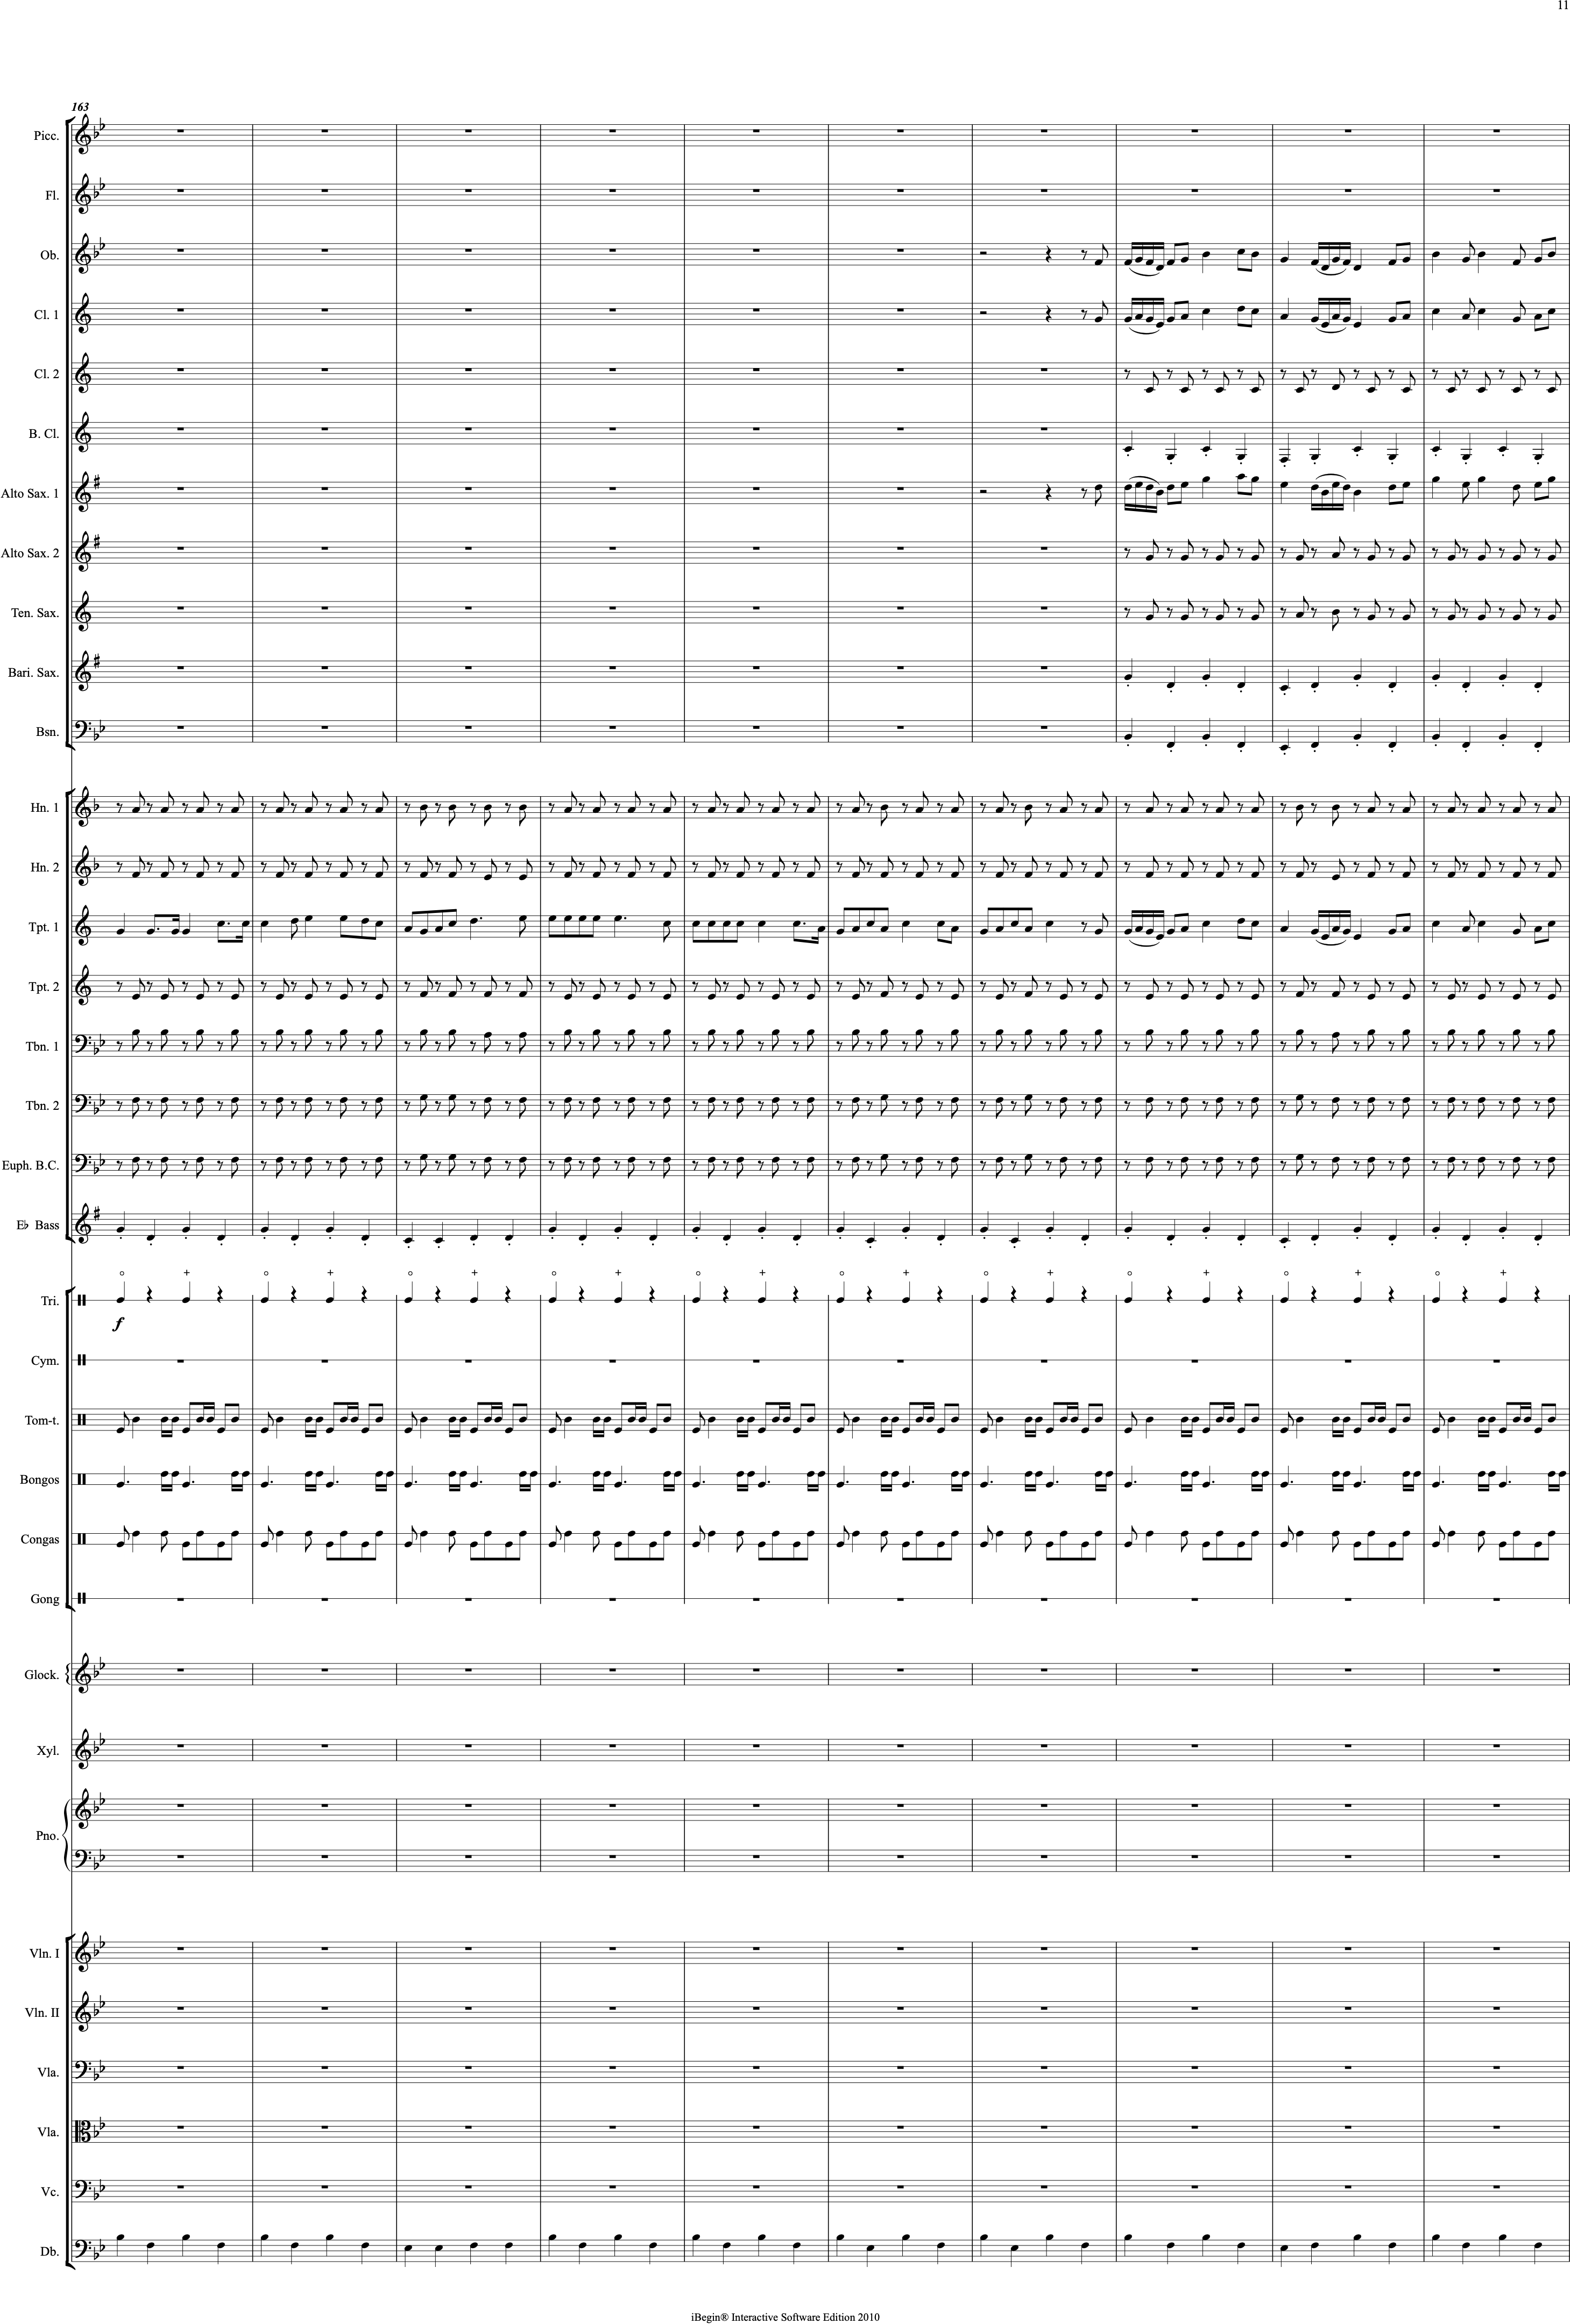 11
163
Picc.
Fl.
Ob.
Cl. 1
Cl. 2
B. Cl.
Alto Sax. 1
Alto Sax. 2
Ten. Sax.
Bari. Sax.
Bsn.
Hn. 1
Hn. 2
Tpt. 1
Tpt. 2
Tbn. 1
Tbn. 2
Euph. B.C.
E♭ Bass
Tri.
f
Cym.
Tom-t.
Bongos
Congas
Gong
Glock.
Xyl.
Pno.
Vln. I
Vln. II
Vla.
Vla.
Vc.
Db.
iBegin® Interactive Software Edition 2010